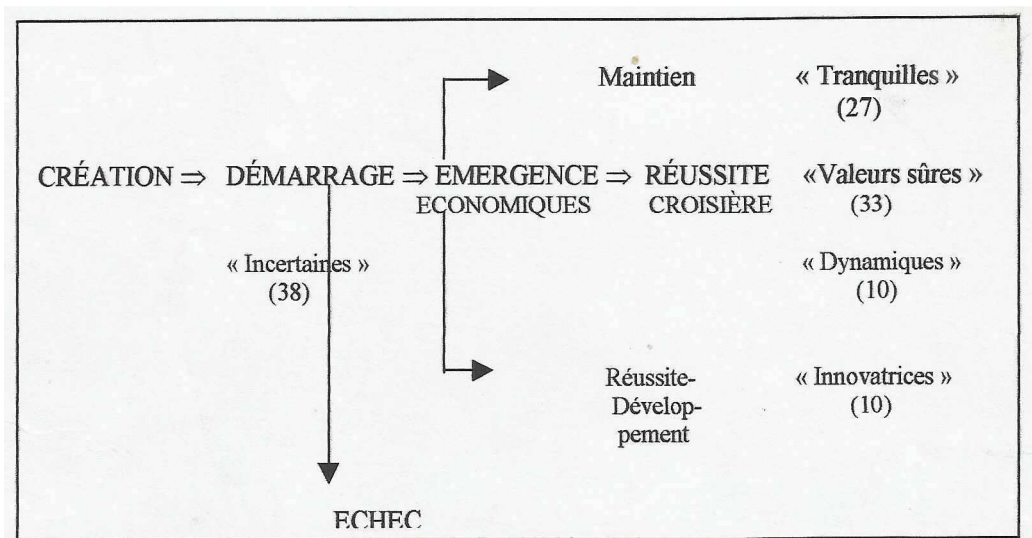 Maintien « Tranquilles »
(27)
CRÉATION ⇒ DÉMARRAGE ⇒ EMERGENCE ⇒ RÉUSSITE «Valeurs sûres »
ECONOMIQUES CROISIÈRE (33)
« Incertaines » « Dynamiques »
(38) (10)
Réussite- « Innovatrices »
Dévelop- (10)
pement
ECHEC